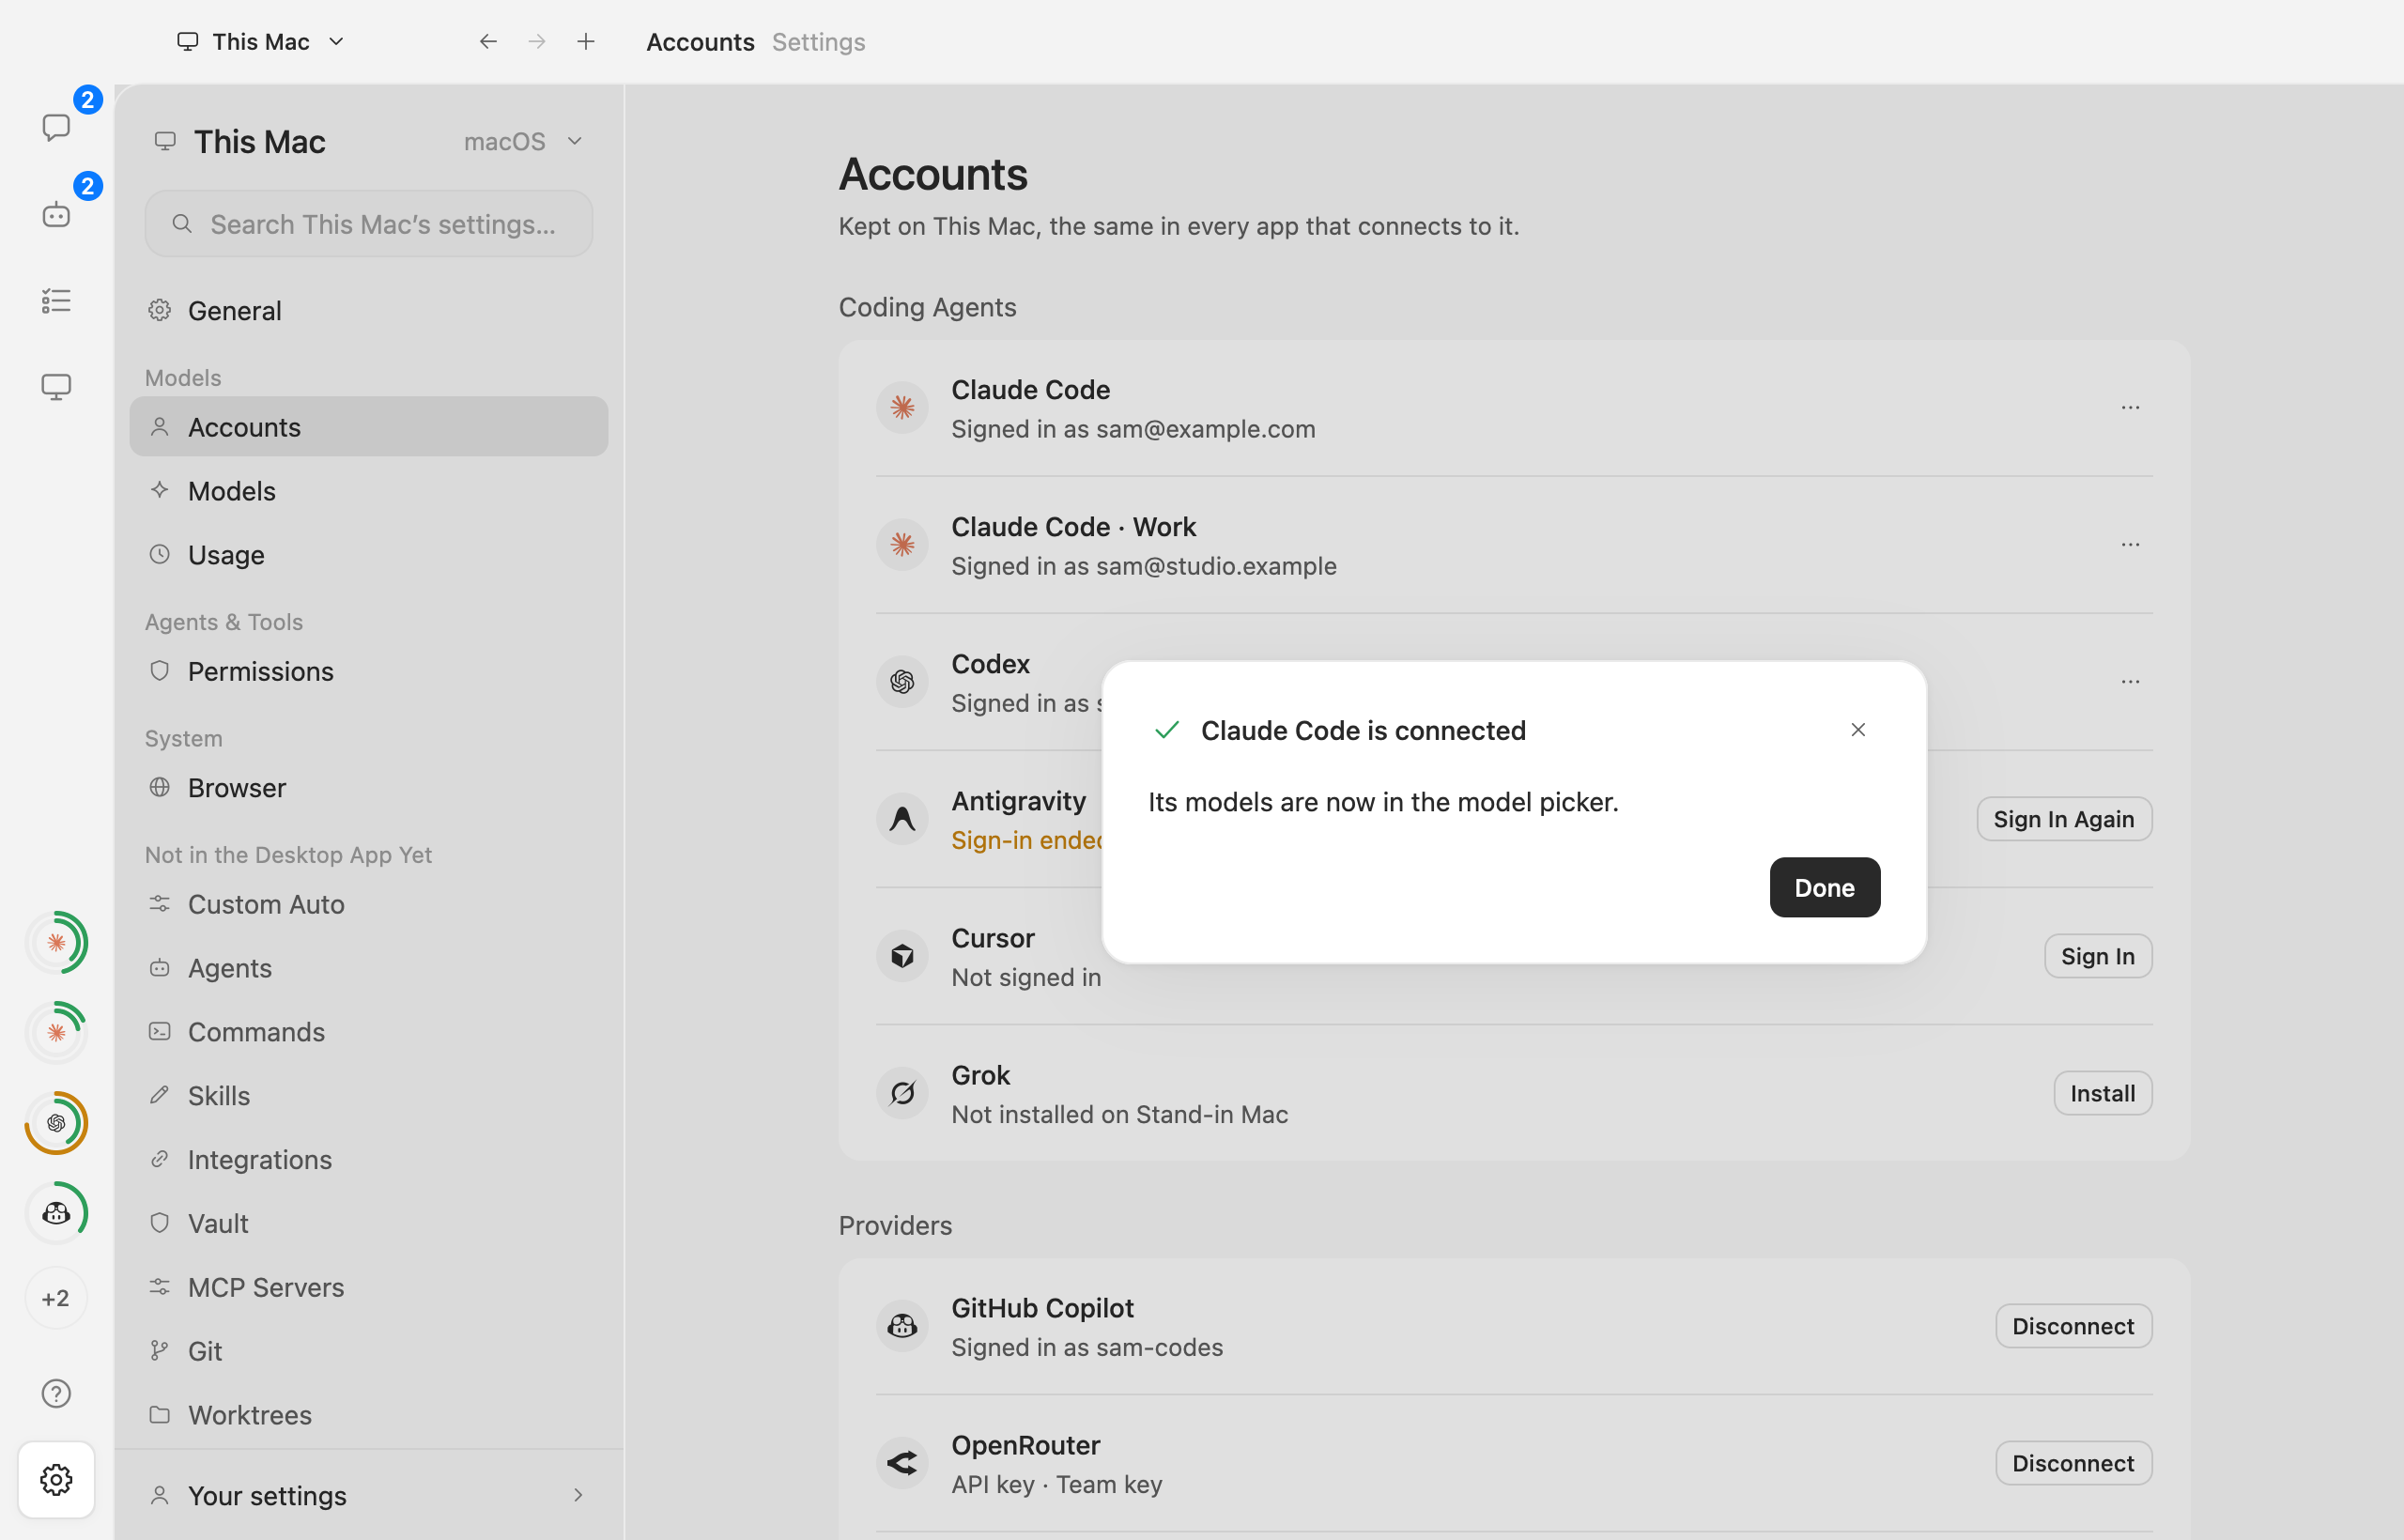 This Mac
Accounts Settings
2
2
+2
This Mac macOS
Search This Mac’s settings...
General
Models
Accounts
Models
Usage
Agents & Tools
Permissions
System
Browser
Not in the Desktop App Yet
Custom Auto
Agents
Commands
Skills
Integrations
Vault
MCP Servers
Git
Worktrees
Your settings
Accounts
Kept on This Mac, the same in every app that connects to it.
Coding Agents
Claude Code
Signed in as sam@example.com
Claude Code · Work
Signed in as sam@studio.example
Codex
Signed in as
Antigravity
Sign-in ended
Sign In Again
Cursor
Not signed in
Sign In
Grok
Not installed on Stand-in Mac
Install
Claude Code is connected
Its models are now in the model picker.
Done
Providers
GitHub Copilot
Signed in as sam-codes
Disconnect
OpenRouter
API key · Team key
Disconnect